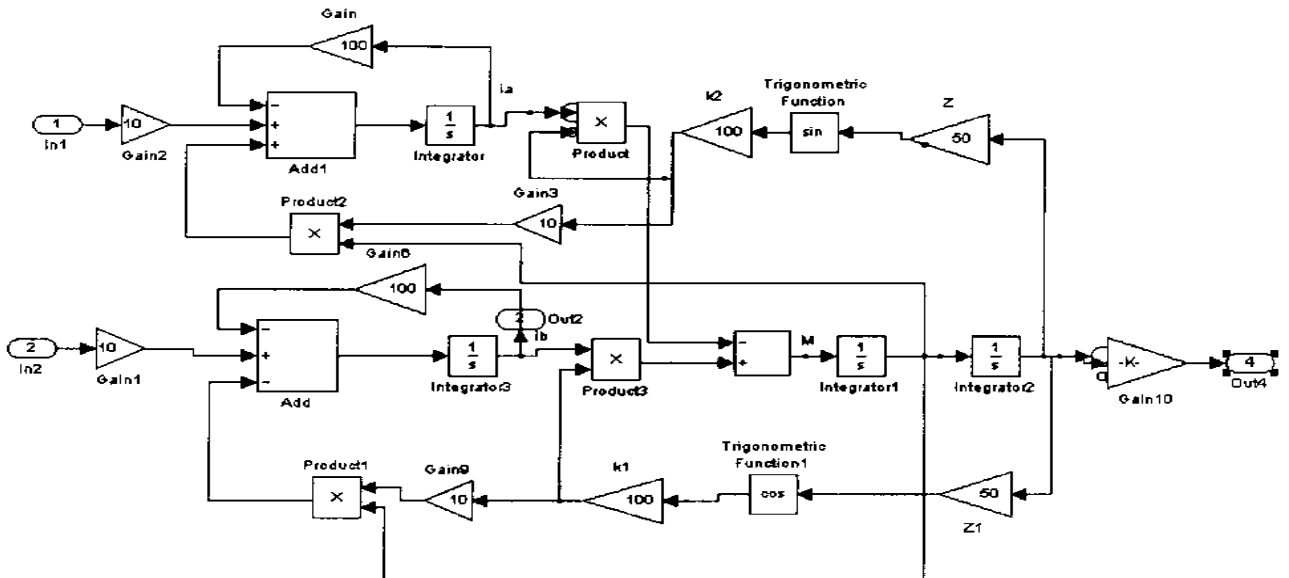 Gain
100
ia
k2
Trigonometric
Function
Z
1
In1
10
Gain2
−
+
+
Add1
1
s
Integrator
×
Product
100
sin
50
Product2
Gain3
×
10
Gain6
100
2
Out2
ib
M
2
In2
10
Gain1
−
+
−
Add
1
s
Integrator3
×
Product3
−
+
1
s
Integrator1
1
s
Integrator2
-K-
Gain10
4
Out4
Product1
Gain9
k1
Trigonometric
Function1
×
10
100
cos
50
Z1